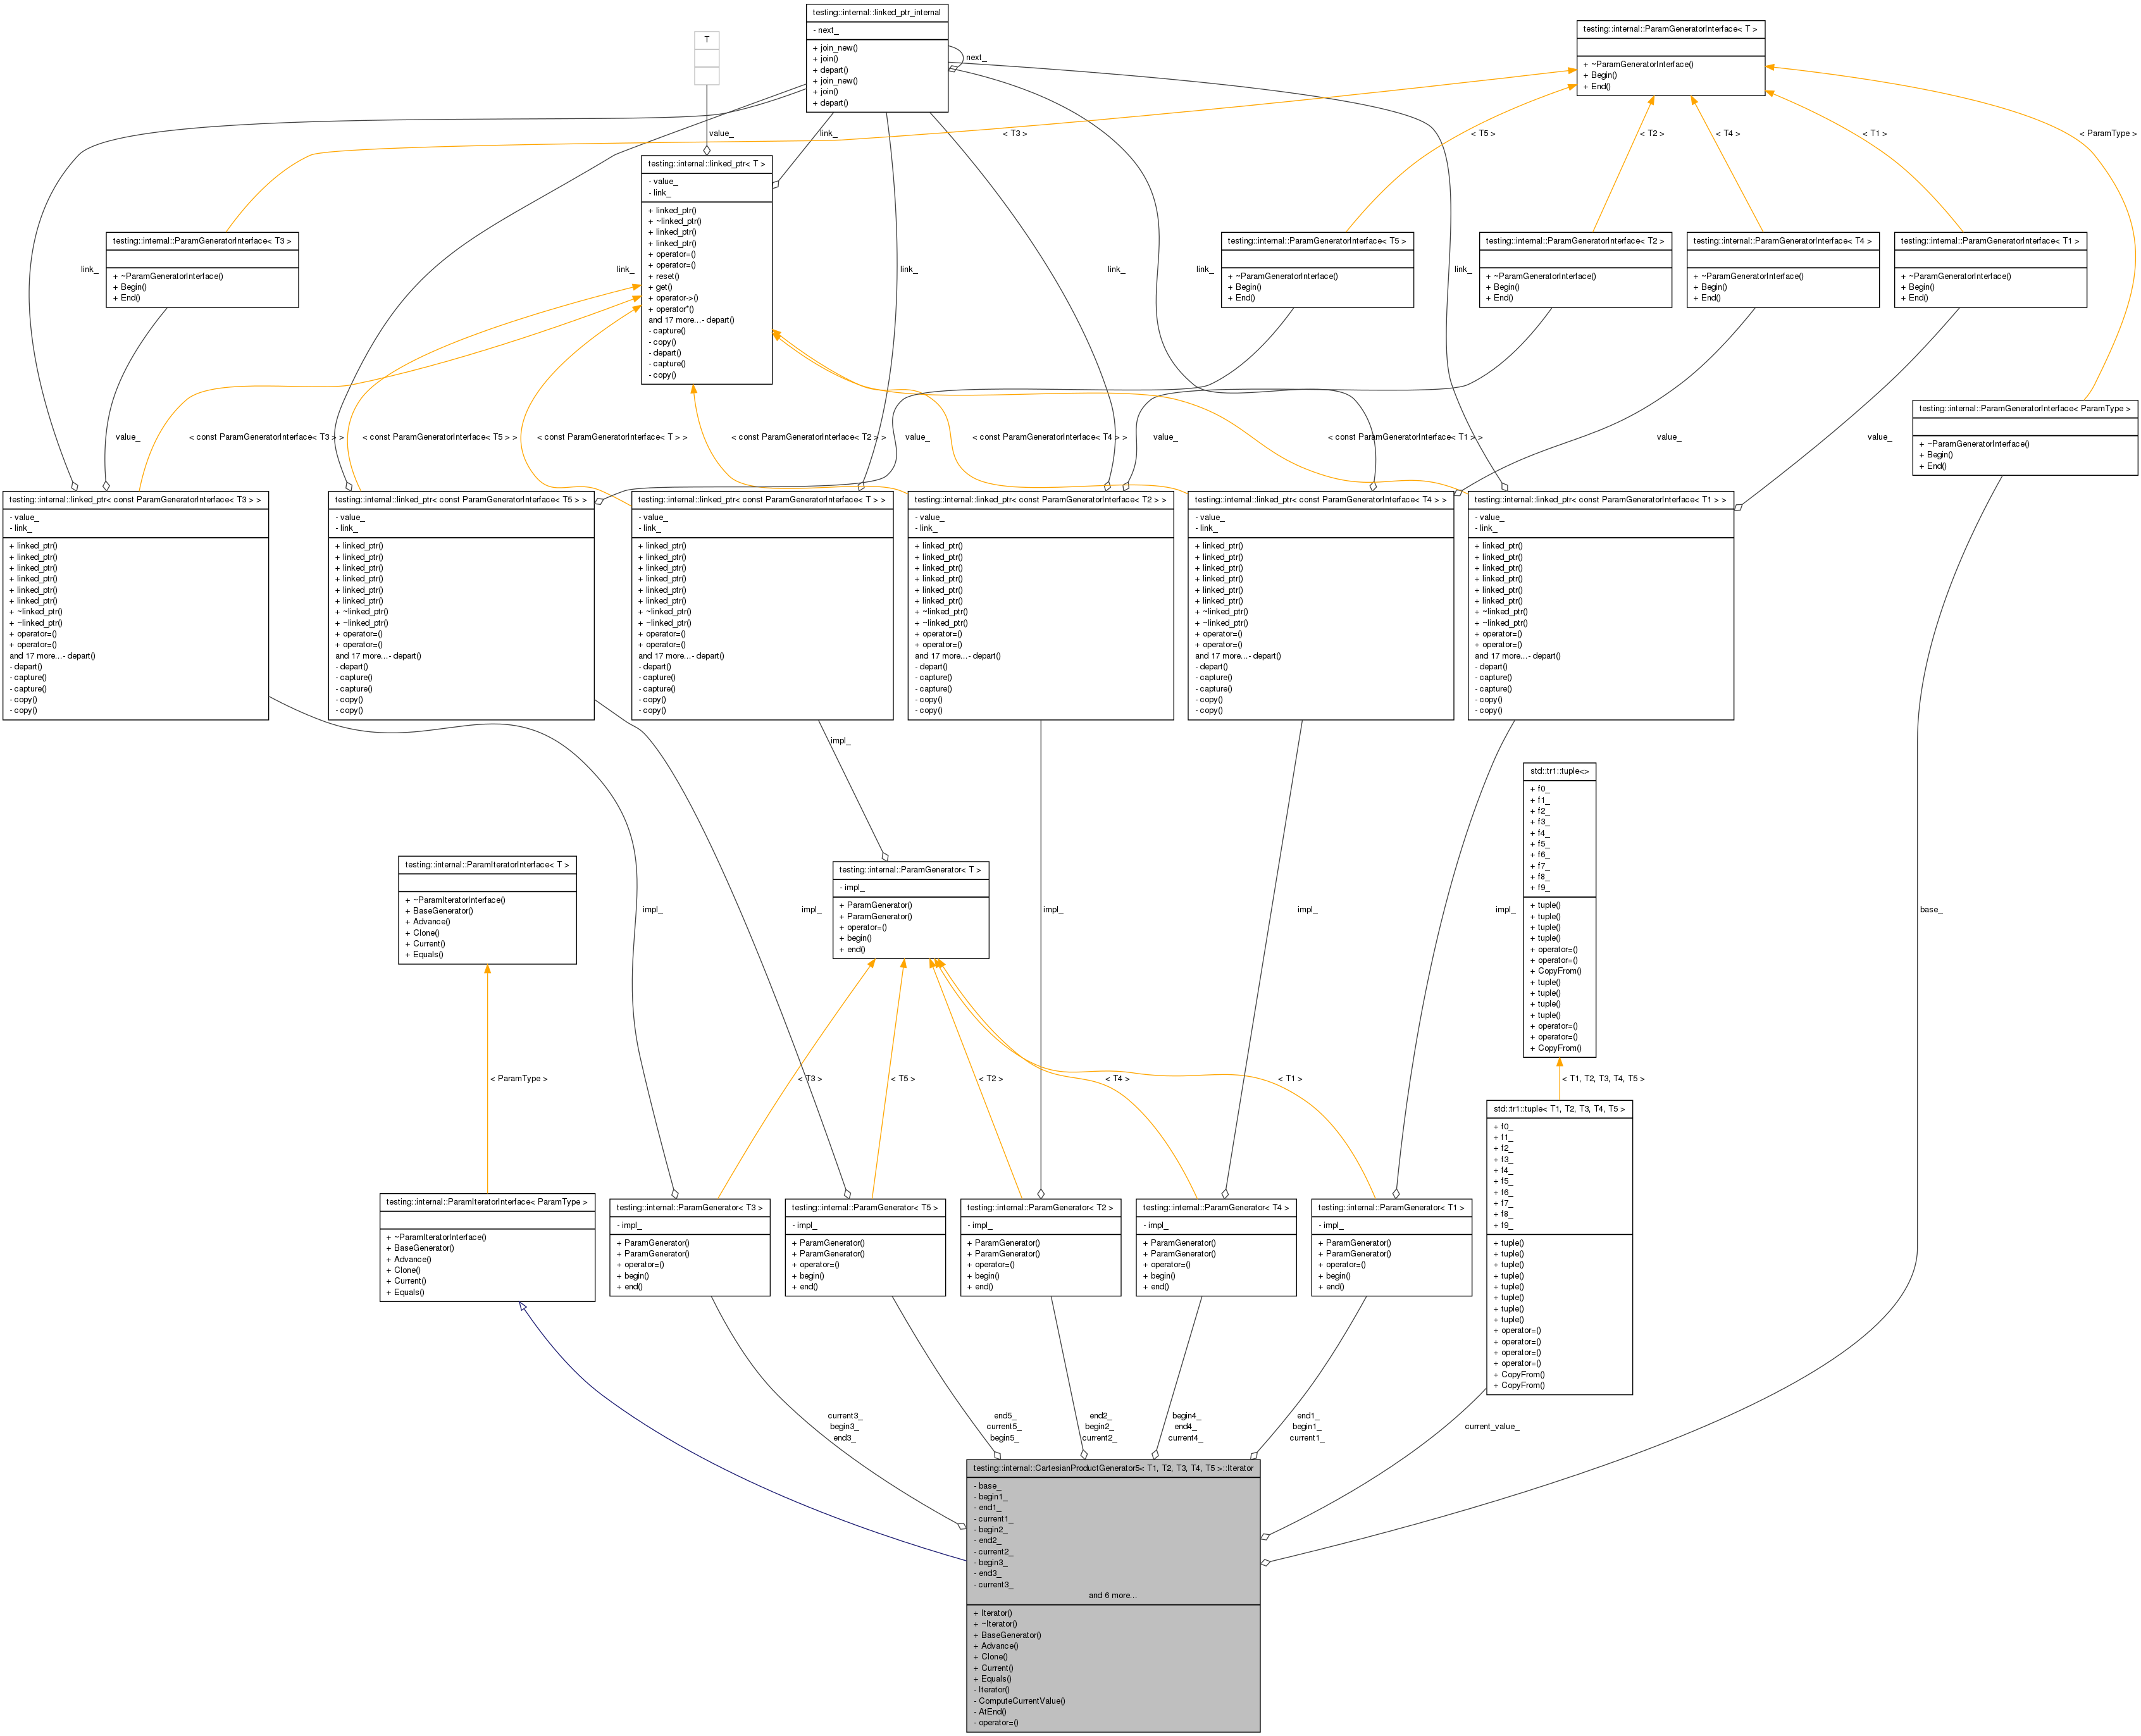 testing::internal::linked_ptr_internal
- next_
+ join_new()
+ join()
+ depart()
+ join_new()
+ join()
+ depart()
next_
testing::internal::ParamGeneratorInterface< T >
+ ~ParamGeneratorInterface()
+ Begin()
+ End()
T
value_
link_
< T3 >
< T5 >
< T2 >
< T4 >
< T1 >
< ParamType >
testing::internal::linked_ptr< T >
- value_
- link_
+ linked_ptr()
+ ~linked_ptr()
+ linked_ptr()
+ linked_ptr()
+ operator=()
+ operator=()
+ reset()
+ get()
+ operator->()
+ operator*()
and 17 more...- depart()
- capture()
- copy()
- depart()
- capture()
- copy()
testing::internal::ParamGeneratorInterface< T3 >
+ ~ParamGeneratorInterface()
+ Begin()
+ End()
testing::internal::ParamGeneratorInterface< T5 >
+ ~ParamGeneratorInterface()
+ Begin()
+ End()
testing::internal::ParamGeneratorInterface< T2 >
+ ~ParamGeneratorInterface()
+ Begin()
+ End()
testing::internal::ParamGeneratorInterface< T4 >
+ ~ParamGeneratorInterface()
+ Begin()
+ End()
testing::internal::ParamGeneratorInterface< T1 >
+ ~ParamGeneratorInterface()
+ Begin()
+ End()
link_
link_
link_
link_
link_
link_
testing::internal::ParamGeneratorInterface< ParamType >
+ ~ParamGeneratorInterface()
+ Begin()
+ End()
value_
< const ParamGeneratorInterface< T3 > >
< const ParamGeneratorInterface< T5 > >
< const ParamGeneratorInterface< T > >
< const ParamGeneratorInterface< T2 > >
value_
< const ParamGeneratorInterface< T4 > >
value_
< const ParamGeneratorInterface< T1 > >
value_
value_
testing::internal::linked_ptr< const ParamGeneratorInterface< T3 > >
- value_
- link_
+ linked_ptr()
+ linked_ptr()
+ linked_ptr()
+ linked_ptr()
+ linked_ptr()
+ linked_ptr()
+ ~linked_ptr()
+ ~linked_ptr()
+ operator=()
+ operator=()
and 17 more...- depart()
- depart()
- capture()
- capture()
- copy()
- copy()
testing::internal::linked_ptr< const ParamGeneratorInterface< T5 > >
- value_
- link_
+ linked_ptr()
+ linked_ptr()
+ linked_ptr()
+ linked_ptr()
+ linked_ptr()
+ linked_ptr()
+ ~linked_ptr()
+ ~linked_ptr()
+ operator=()
+ operator=()
and 17 more...- depart()
- depart()
- capture()
- capture()
- copy()
- copy()
testing::internal::linked_ptr< const ParamGeneratorInterface< T > >
- value_
- link_
+ linked_ptr()
+ linked_ptr()
+ linked_ptr()
+ linked_ptr()
+ linked_ptr()
+ linked_ptr()
+ ~linked_ptr()
+ ~linked_ptr()
+ operator=()
+ operator=()
and 17 more...- depart()
- depart()
- capture()
- capture()
- copy()
- copy()
testing::internal::linked_ptr< const ParamGeneratorInterface< T2 > >
- value_
- link_
+ linked_ptr()
+ linked_ptr()
+ linked_ptr()
+ linked_ptr()
+ linked_ptr()
+ linked_ptr()
+ ~linked_ptr()
+ ~linked_ptr()
+ operator=()
+ operator=()
and 17 more...- depart()
- depart()
- capture()
- capture()
- copy()
- copy()
testing::internal::linked_ptr< const ParamGeneratorInterface< T4 > >
- value_
- link_
+ linked_ptr()
+ linked_ptr()
+ linked_ptr()
+ linked_ptr()
+ linked_ptr()
+ linked_ptr()
+ ~linked_ptr()
+ ~linked_ptr()
+ operator=()
+ operator=()
and 17 more...- depart()
- depart()
- capture()
- capture()
- copy()
- copy()
testing::internal::linked_ptr< const ParamGeneratorInterface< T1 > >
- value_
- link_
+ linked_ptr()
+ linked_ptr()
+ linked_ptr()
+ linked_ptr()
+ linked_ptr()
+ linked_ptr()
+ ~linked_ptr()
+ ~linked_ptr()
+ operator=()
+ operator=()
and 17 more...- depart()
- depart()
- capture()
- capture()
- copy()
- copy()
impl_
std::tr1::tuple<>
+ f0_
+ f1_
+ f2_
+ f3_
+ f4_
+ f5_
+ f6_
+ f7_
+ f8_
+ f9_
+ tuple()
+ tuple()
+ tuple()
+ tuple()
+ operator=()
+ operator=()
+ CopyFrom()
+ tuple()
+ tuple()
+ tuple()
+ tuple()
+ operator=()
+ operator=()
+ CopyFrom()
testing::internal::ParamIteratorInterface< T >
+ ~ParamIteratorInterface()
+ BaseGenerator()
+ Advance()
+ Clone()
+ Current()
+ Equals()
testing::internal::ParamGenerator< T >
- impl_
+ ParamGenerator()
+ ParamGenerator()
+ operator=()
+ begin()
+ end()
impl_
impl_
impl_
impl_
impl_
base_
< ParamType >
< T3 >
< T5 >
< T2 >
< T4 >
< T1 >
< T1, T2, T3, T4, T5 >
testing::internal::ParamIteratorInterface< ParamType >
+ ~ParamIteratorInterface()
+ BaseGenerator()
+ Advance()
+ Clone()
+ Current()
+ Equals()
testing::internal::ParamGenerator< T3 >
- impl_
+ ParamGenerator()
+ ParamGenerator()
+ operator=()
+ begin()
+ end()
testing::internal::ParamGenerator< T5 >
- impl_
+ ParamGenerator()
+ ParamGenerator()
+ operator=()
+ begin()
+ end()
testing::internal::ParamGenerator< T2 >
- impl_
+ ParamGenerator()
+ ParamGenerator()
+ operator=()
+ begin()
+ end()
testing::internal::ParamGenerator< T4 >
- impl_
+ ParamGenerator()
+ ParamGenerator()
+ operator=()
+ begin()
+ end()
testing::internal::ParamGenerator< T1 >
- impl_
+ ParamGenerator()
+ ParamGenerator()
+ operator=()
+ begin()
+ end()
std::tr1::tuple< T1, T2, T3, T4, T5 >
+ f0_
+ f1_
+ f2_
+ f3_
+ f4_
+ f5_
+ f6_
+ f7_
+ f8_
+ f9_
+ tuple()
+ tuple()
+ tuple()
+ tuple()
+ tuple()
+ tuple()
+ tuple()
+ tuple()
+ operator=()
+ operator=()
+ operator=()
+ operator=()
+ CopyFrom()
+ CopyFrom()
current3_
begin3_
end3_
end5_
current5_
begin5_
end2_
begin2_
current2_
begin4_
end4_
current4_
end1_
begin1_
current1_
current_value_
testing::internal::CartesianProductGenerator5< T1, T2, T3, T4, T5 >::Iterator
- base_
- begin1_
- end1_
- current1_
- begin2_
- end2_
- current2_
- begin3_
- end3_
- current3_
and 6 more...
+ Iterator()
+ ~Iterator()
+ BaseGenerator()
+ Advance()
+ Clone()
+ Current()
+ Equals()
- Iterator()
- ComputeCurrentValue()
- AtEnd()
- operator=()